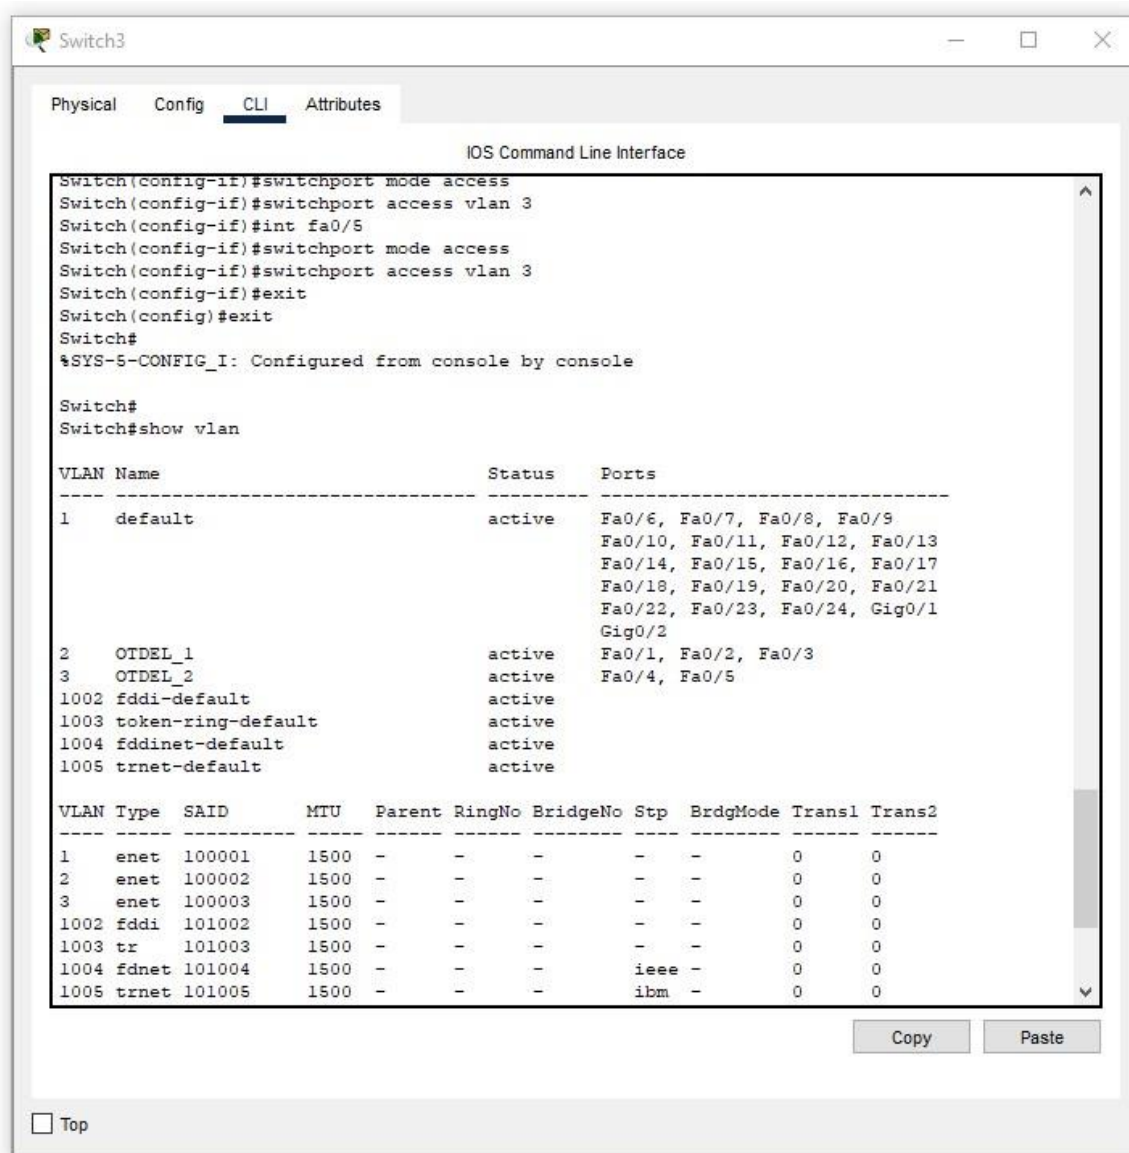 Switch3
Physical Config CLI Attributes
IOS Command Line Interface
Switch(config-if)#switchport mode access
Switch(config-if)#switchport access vlan 3
Switch(config-if)#int fa0/5
Switch(config-if)#switchport mode access
Switch(config-if)#switchport access vlan 3
Switch(config-if)#exit
Switch(config)#exit
Switch#
%SYS-5-CONFIG_I: Configured from console by console
Switch#
Switch#show vlan
VLAN Name                             Status    Ports
---- -------------------------------- --------- -------------------------------
1    default                          active    Fa0/6, Fa0/7, Fa0/8, Fa0/9
                                                Fa0/10, Fa0/11, Fa0/12, Fa0/13
                                                Fa0/14, Fa0/15, Fa0/16, Fa0/17
                                                Fa0/18, Fa0/19, Fa0/20, Fa0/21
                                                Fa0/22, Fa0/23, Fa0/24, Gig0/1
                                                Gig0/2
2    OTDEL_1                          active    Fa0/1, Fa0/2, Fa0/3
3    OTDEL_2                          active    Fa0/4, Fa0/5
1002 fddi-default                     active
1003 token-ring-default               active
1004 fddinet-default                  active
1005 trnet-default                    active
VLAN Type  SAID       MTU   Parent RingNo BridgeNo Stp  BrdgMode Trans1 Trans2
---- ----- ---------- ----- ------ ------ -------- ---- -------- ------ ------
1    enet  100001     1500  -      -      -        -    -        0      0
2    enet  100002     1500  -      -      -        -    -        0      0
3    enet  100003     1500  -      -      -        -    -        0      0
1002 fddi  101002     1500  -      -      -        -    -        0      0
1003 tr    101003     1500  -      -      -        -    -        0      0
1004 fdnet 101004     1500  -      -      -        ieee -        0      0
1005 trnet 101005     1500  -      -      -        ibm  -        0      0
Copy Paste
Top